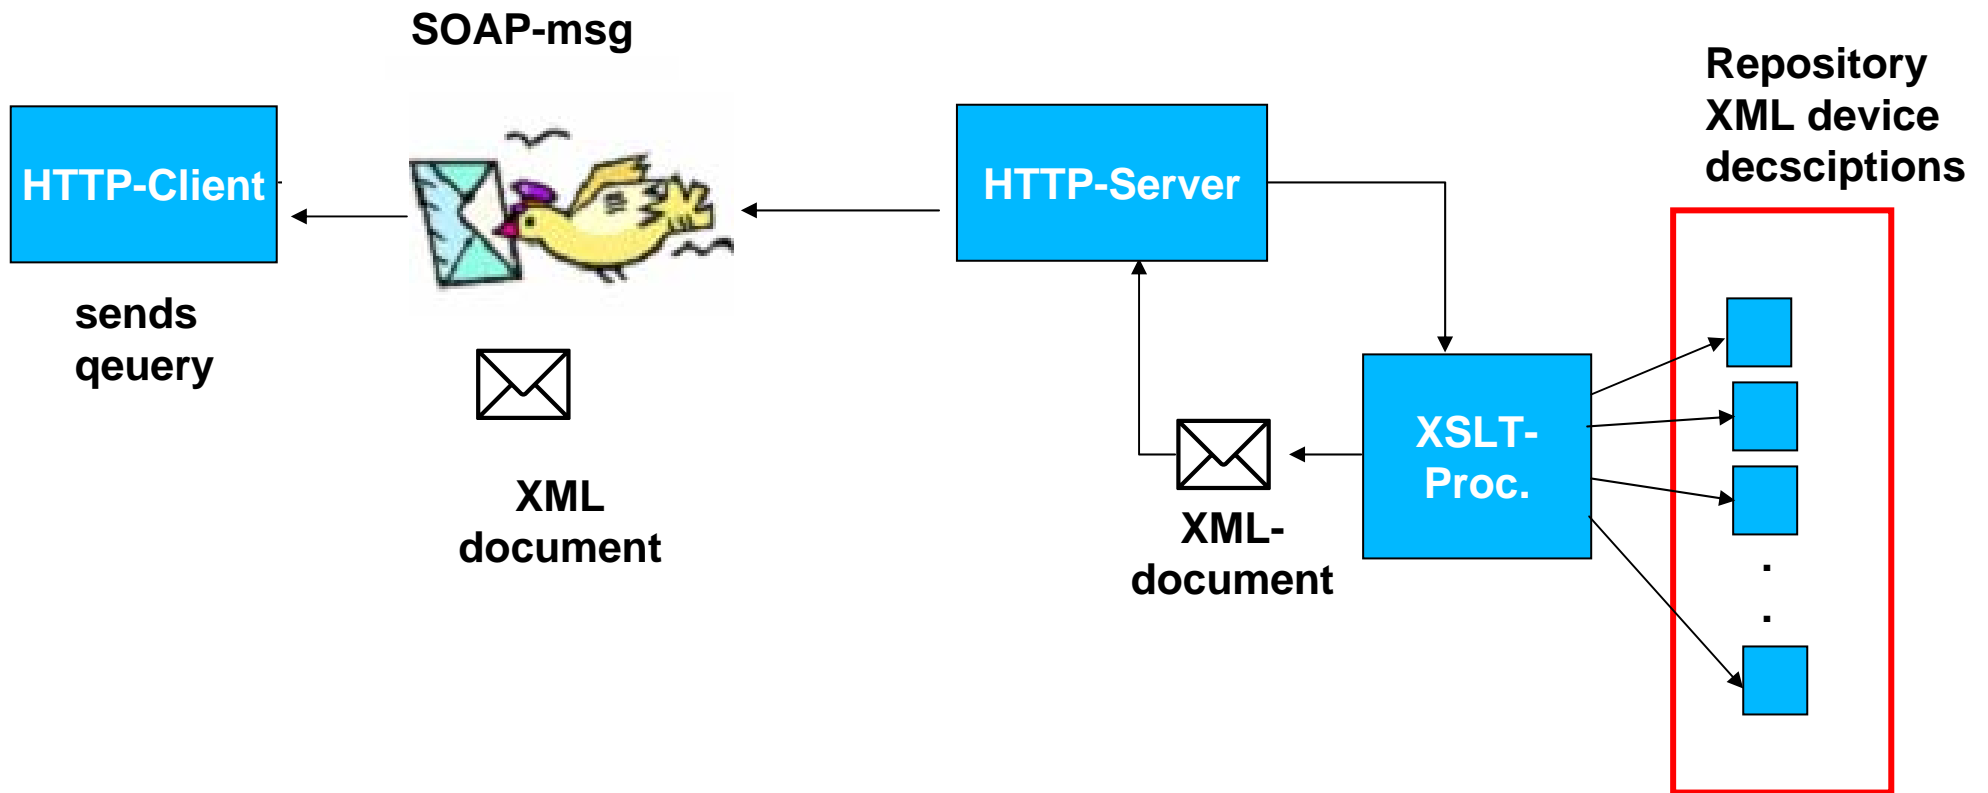 SOAP-msg
HTTP-Client
sends
qeuery
XML
document
HTTP-Server
XML-
document
XSLT-
Proc.
Repository
XML device
decsciptions
.
.